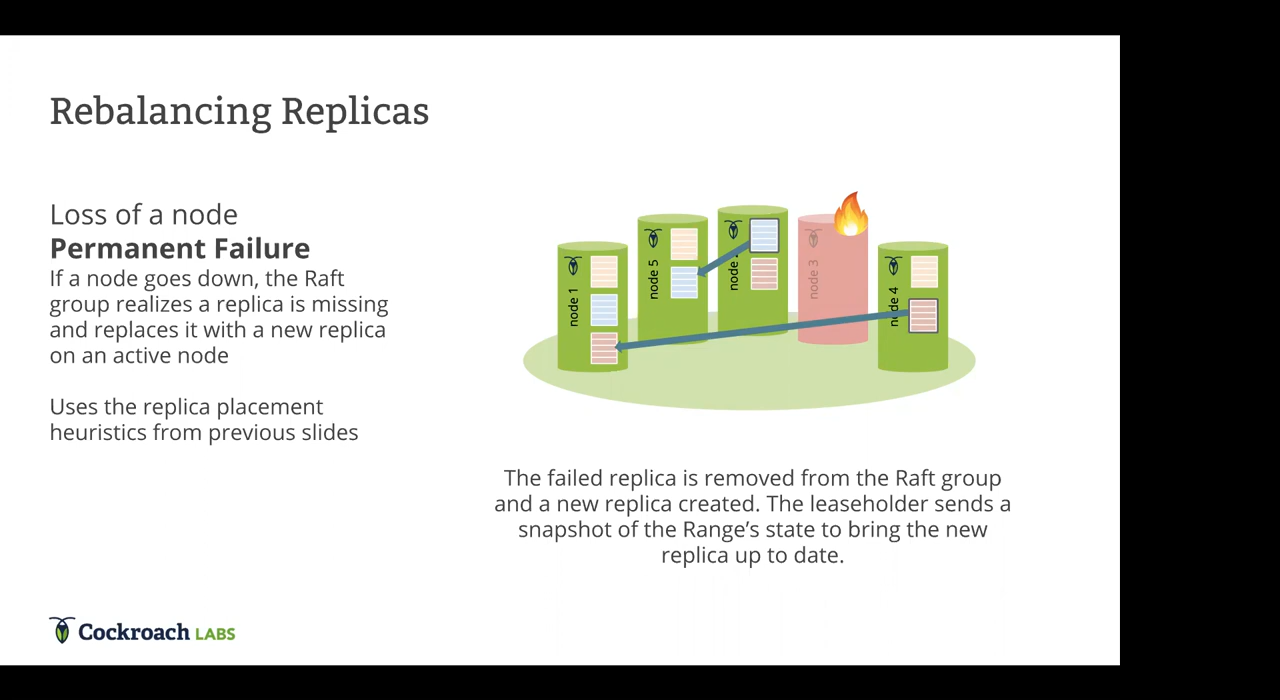 Rebalancing Replicas
Loss of a node
Permanent Failure
If a node goes down, the Raft
group realizes a replica is missing
and replaces it with a new replica
on an active node
Uses the replica placement
heuristics from previous slides
node 1
node 5
node
node 3
node 4
The failed replica is removed from the Raft group
and a new replica created. The leaseholder sends a
snapshot of the Range’s state to bring the new
replica up to date.
Cockroach LABS